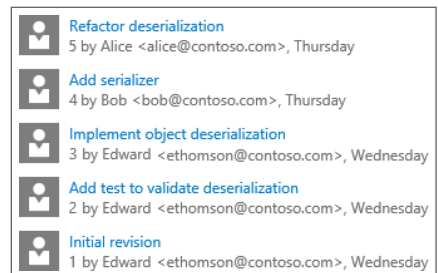 Refactor deserialization
5 by Alice <alice@contoso.com>, Thursday
Add serializer
4 by Bob <bob@contoso.com>, Thursday
Implement object deserialization
3 by Edward <ethomson@contoso.com>, Wednesday
Add test to validate deserialization
2 by Edward <ethomson@contoso.com>, Wednesday
Initial revision
1 by Edward <ethomson@contoso.com>, Wednesday